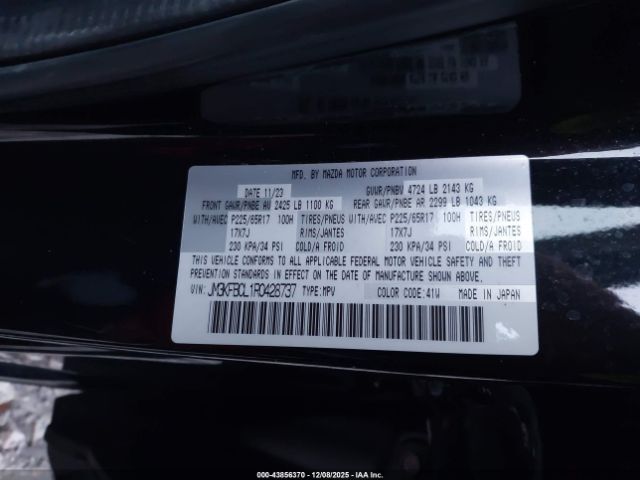 MFD. BY MAZDA MOTOR CORPORATION
DATE 11/23 GVWR/PNBV 4724 LB 2143 KG
FRONT GAWR/PNBE AV 2425 LB 1100 KG REAR GAWR/PNBE AR 2299 LB 1043 KG
WITH/AVEC P225/65R17 100H TIRES/PNEUS WITH/AVEC P225/65R17 100H TIRES/PNEUS
17X7J RIMS/JANTES 17X7J RIMS/JANTES
230 KPA/34 PSI COLD/A FROID 230 KPA/34 PSI COLD/A FROID
THIS VEHICLE CONFORMS TO ALL APPLICABLE FEDERAL MOTOR VEHICLE SAFETY AND
THEFT PREVENTION STANDARDS IN EFFECT ON THE DATE OF MANUFACTURE SHOWN ABOVE.
VIN: JM3KFBCL1R0428737 TYPE:MPV COLOR CODE:41W MADE IN JAPAN
000-43856370 - 12/08/2025 - IAA, Inc.